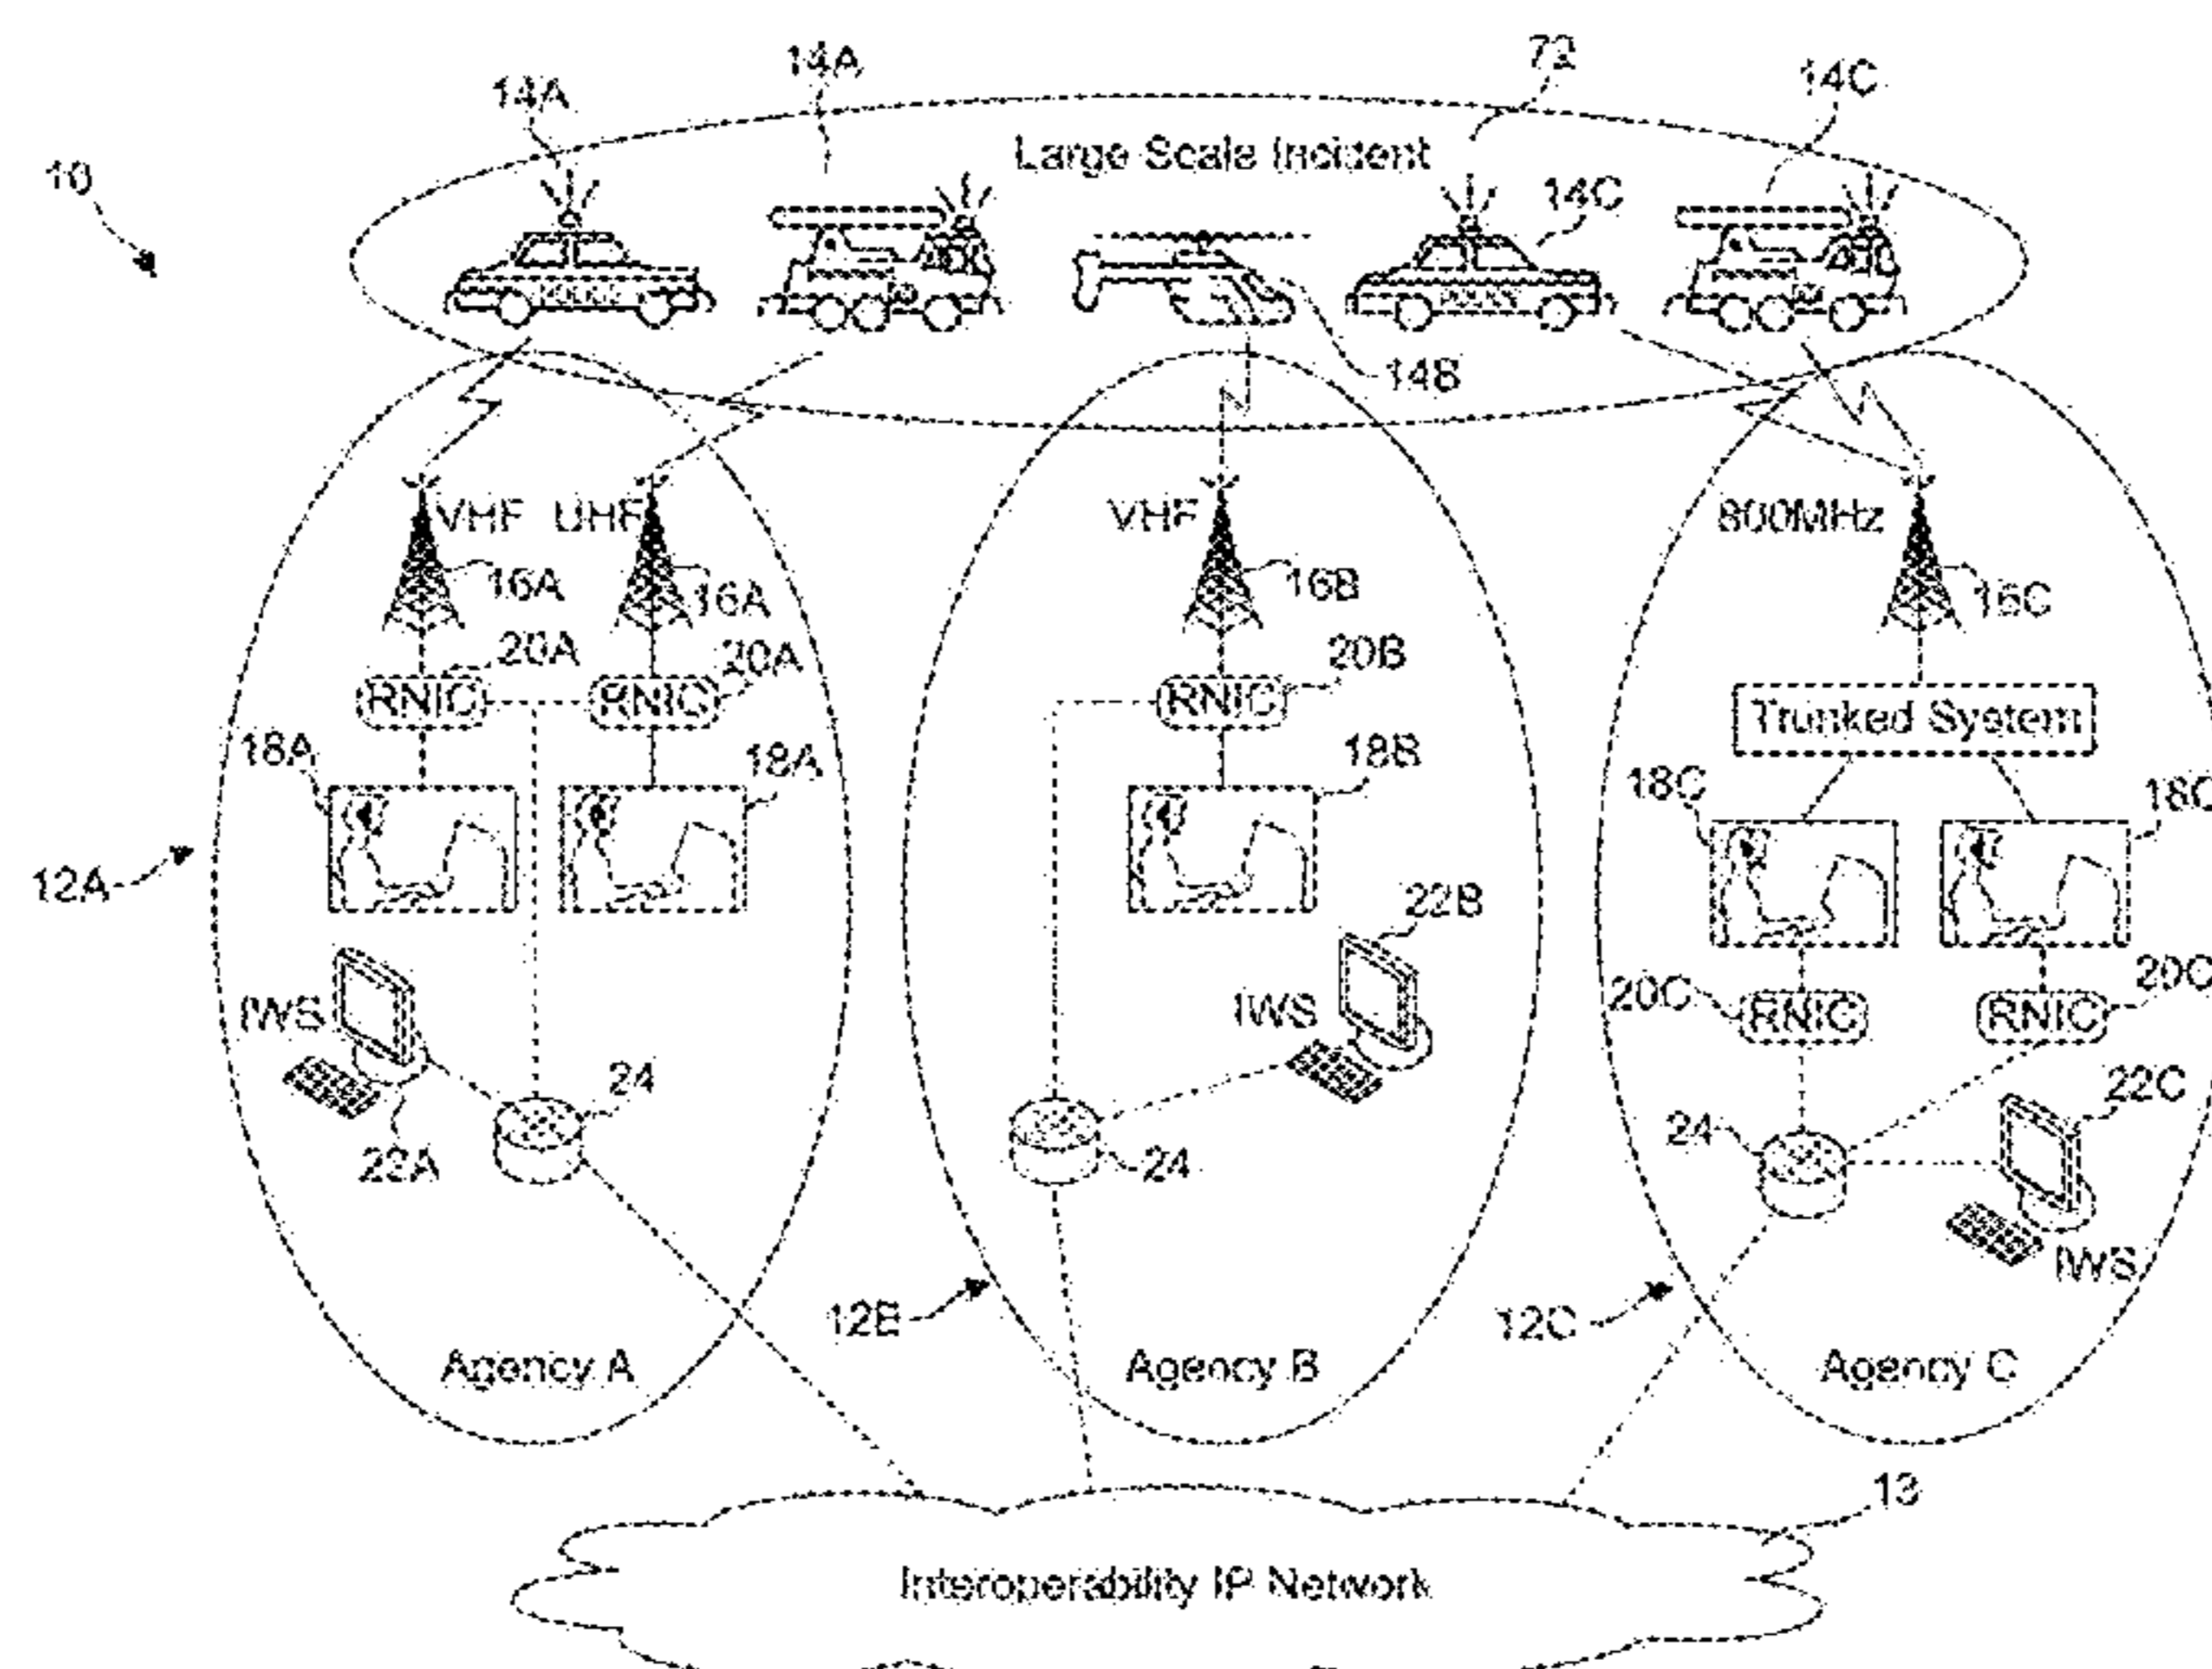 14A
14A
72
14C
10
Large Scale Incident
14C
14B
VHF
UHF
VHF
800MHz
16A
16A
16B
16C
20A
20A
20B
RNIC
RNIC
RNIC
Trunked System
18A
18A
18B
18C
18C
12A
22B
IWS
IWS
20C
RNIC
RNIC
20C
24
22A
24
24
22C
IWS
12B
12C
Agency A
Agency B
Agency C
13
Interoperability IP Network